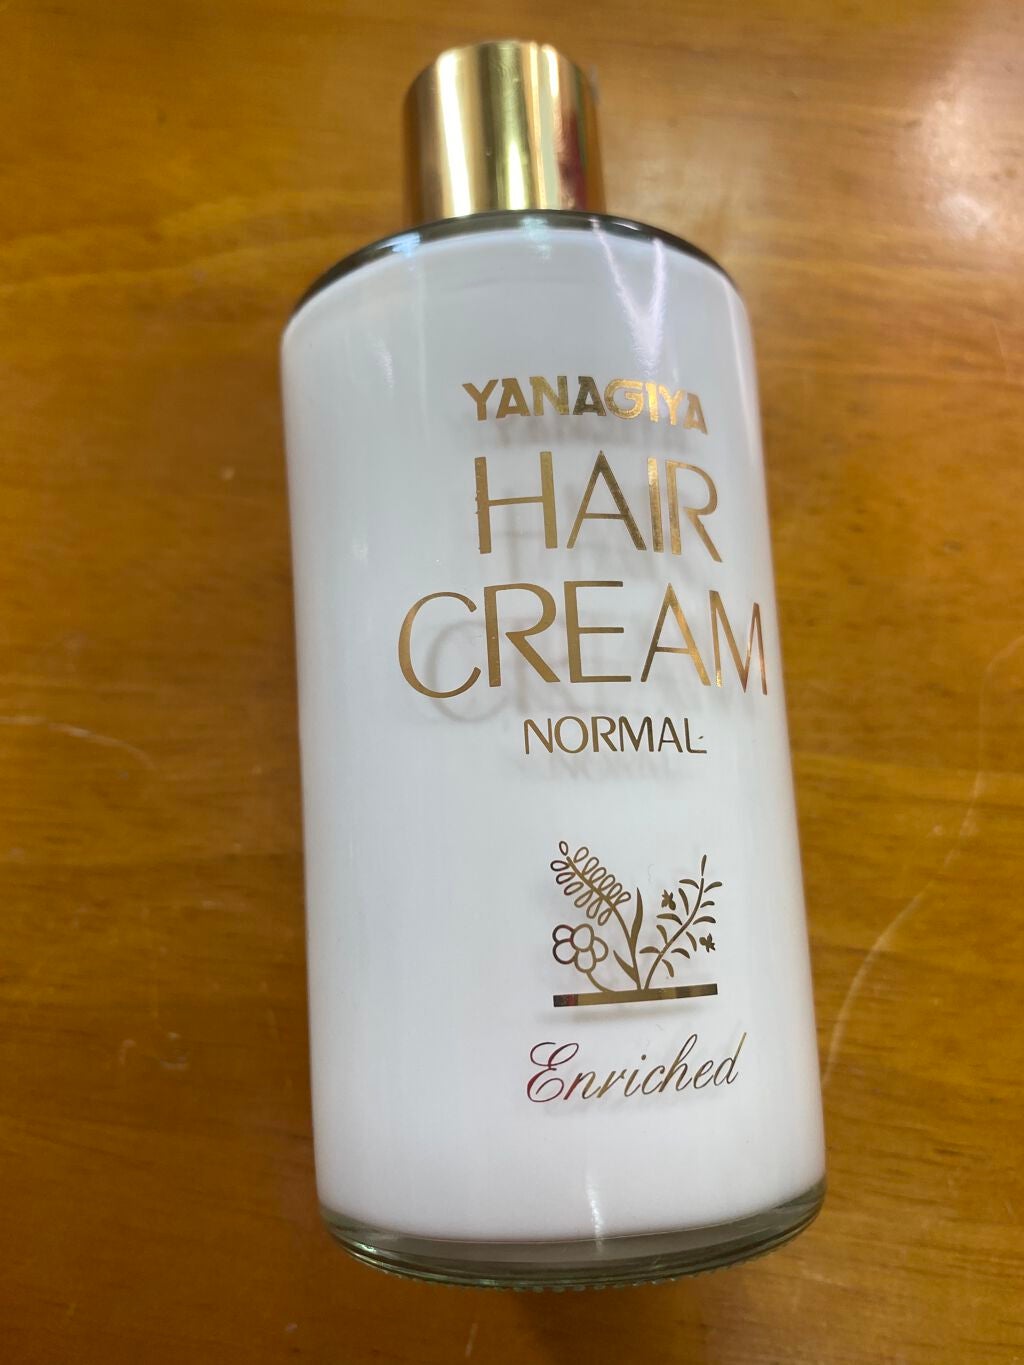 YANAGIYA
HAIR
CREAM
NORMAL
Enriched